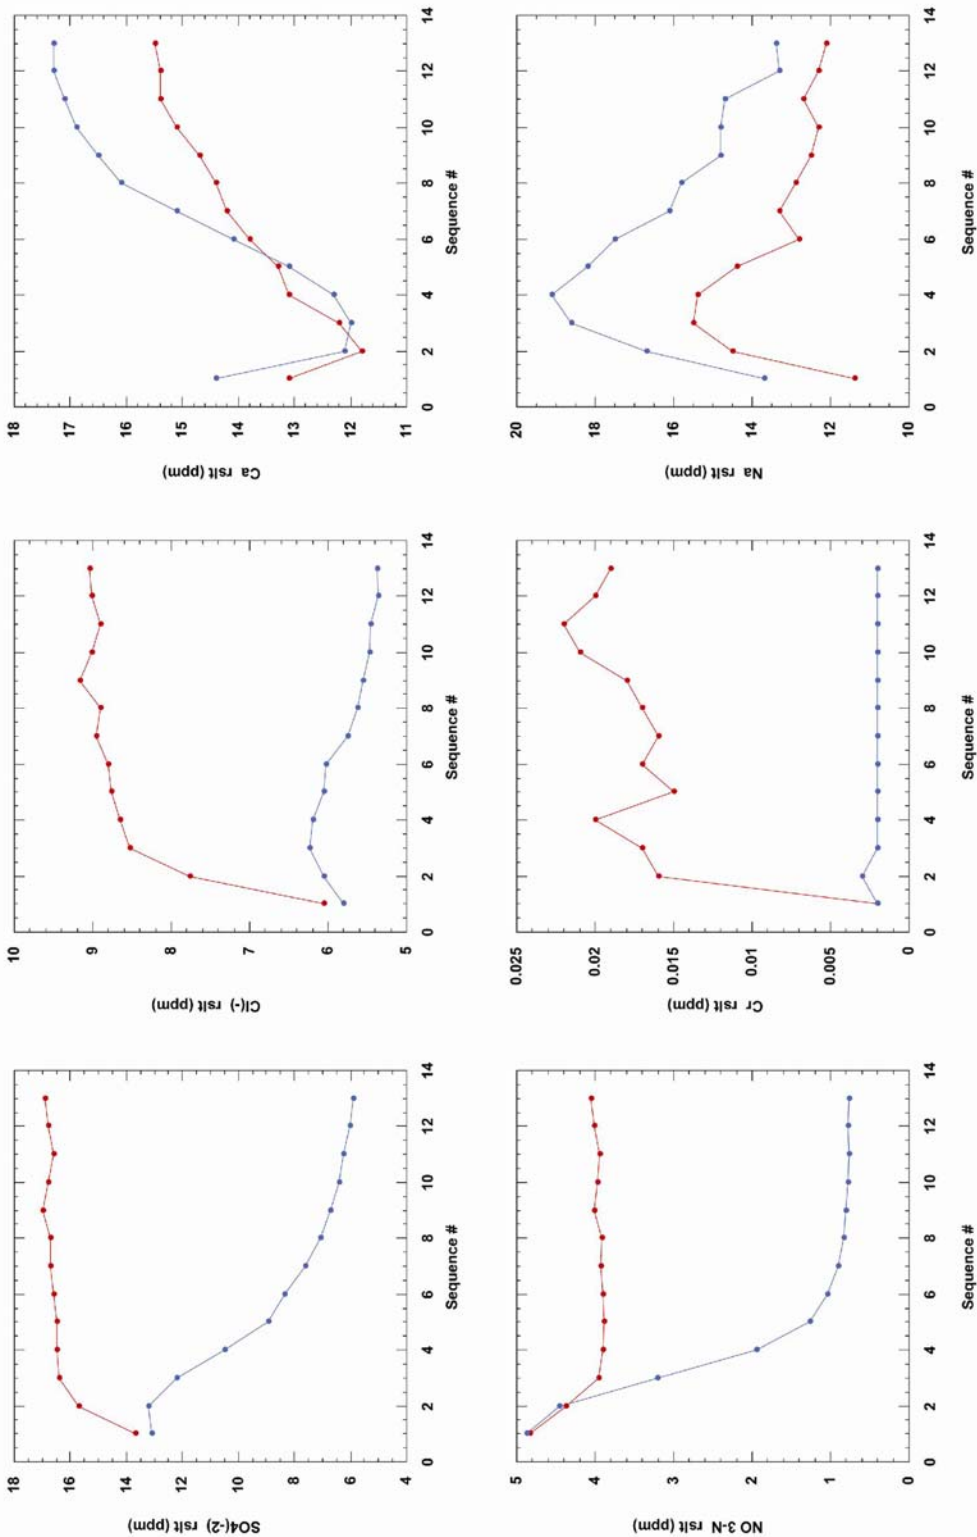 SO4(-2) rslt (ppm)
18
16
14
12
10
8
6
4
0 2 4 6 8 10 12 14
Sequence #
Cl(-) rslt (ppm)
10
9
8
7
6
5
0 2 4 6 8 10 12 14
Sequence #
Ca rslt (ppm)
18
17
16
15
14
13
12
11
0 2 4 6 8 10 12 14
Sequence #
NO 3-N rslt (ppm)
5
4
3
2
1
0
0 2 4 6 8 10 12 14
Sequence #
Cr rslt (ppm)
0.025
0.02
0.015
0.01
0.005
0
0 2 4 6 8 10 12 14
Sequence #
Na rslt (ppm)
20
18
16
14
12
10
0 2 4 6 8 10 12 14
Sequence #